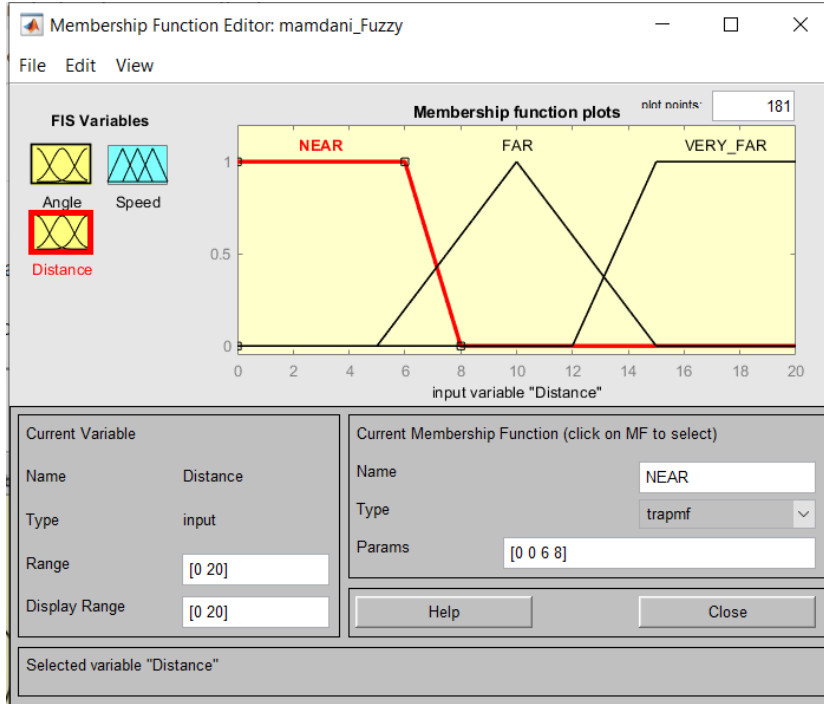 Membership Function Editor: mamdani_Fuzzy
File Edit View
FIS Variables
Angle
Speed
Distance
Membership function plots
plot points:
181
NEAR
FAR
VERY_FAR
1
0.5
0
0 2 4 6 8 10 12 14 16 18 20
input variable "Distance"
Current Variable
Name Distance
Type input
Range [0 20]
Display Range [0 20]
Current Membership Function (click on MF to select)
Name NEAR
Type trapmf
Params [0 0 6 8]
Help
Close
Selected variable "Distance"